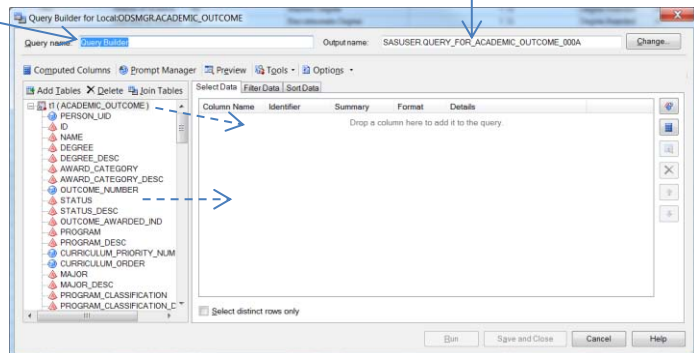 Query Builder for Local:ODSMGR.ACADEMIC_OUTCOME
Query name: Query Builder Output name: SASUSER.QUERY_FOR_ACADEMIC_OUTCOME_000A Change...
Computed Columns Prompt Manager Preview Tools Options
Add Tables Delete Join Tables Select Data Filter Data Sort Data
t1 (ACADEMIC_OUTCOME) Column Name Identifier Summary Format Details
PERSON_UID Drop a column here to add it to the query
ID
NAME
DEGREE
DEGREE_DESC
AWARD_CATEGORY
AWARD_CATEGORY_DESC
OUTCOME_NUMBER
STATUS
STATUS_DESC
OUTCOME_AWARDED_IND
PROGRAM
PROGRAM_DESC
CURRICULUM_PRIORITY_NUM
CURRICULUM_ORDER
MAJOR
MAJOR_DESC
PROGRAM_CLASSIFICATION
PROGRAM_CLASSIFICATION_D
Select distinct rows only
Run Save and Close Cancel Help